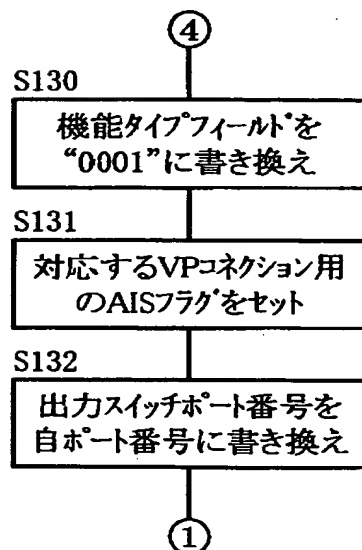 ④
S130
機能タイプフィールドを
“0001”に書き換え
S131
対応するVPコネクション用
のAISフラグをセット
S132
出力スイッチポート番号を
自ポート番号に書き換え
①